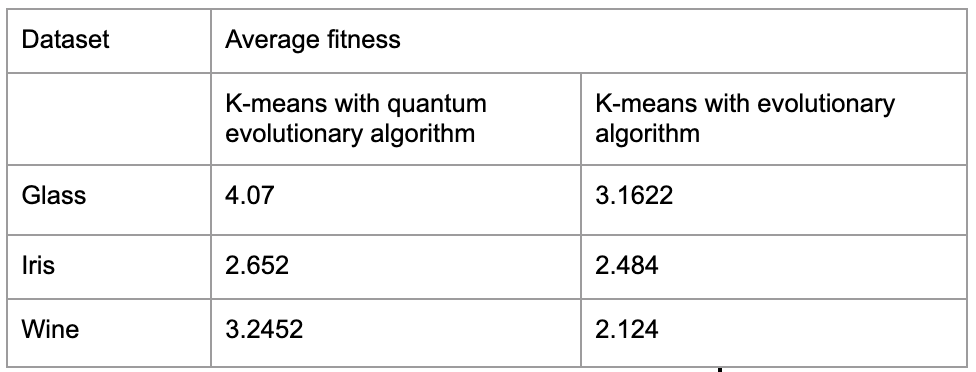 Dataset
Average fitness
K-means with quantum
evolutionary algorithm
K-means with evolutionary
algorithm
Glass
4.07
3.1622
Iris
2.652
2.484
Wine
3.2452
2.124